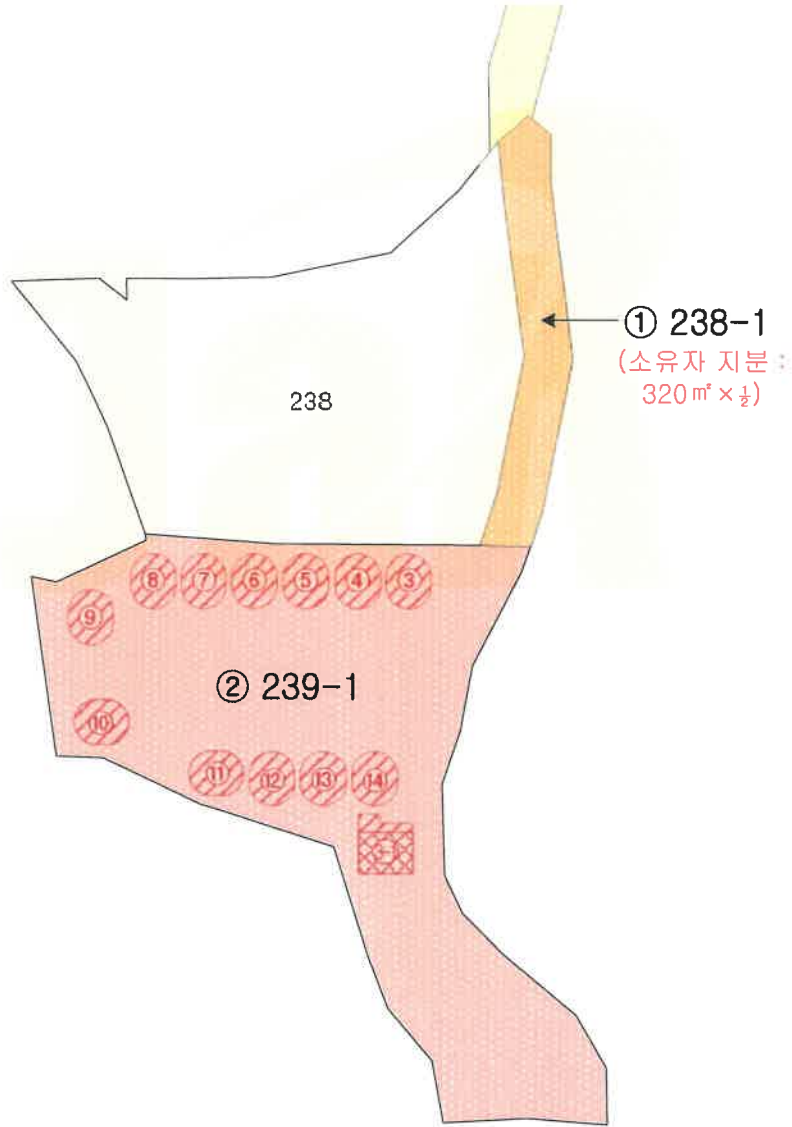 ① 238-1
(소유자 지분 :
320㎡×½)
238
⑧ ⑦ ⑥ ⑤ ④ ③
⑨
② 239-1
⑩
⑪ ⑫ ⑬ ⑭
㉠